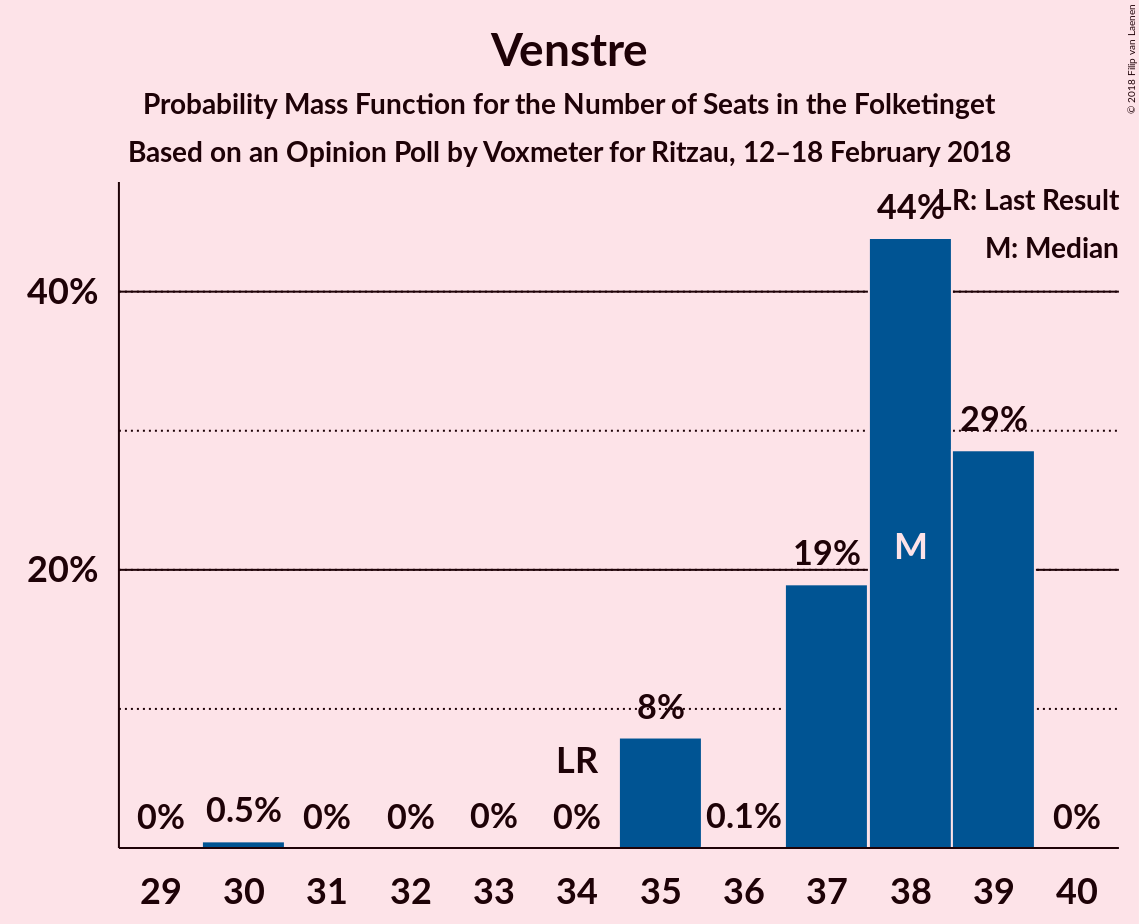 Venstre
Probability Mass Function for the Number of Seats in the Folketinget
Based on an Opinion Poll by Voxmeter for Ritzau, 12–18 February 2018
© 2018 Filip van Laenen
LR: Last Result
M: Median
44%
40%
29%
20%
19%
M
8%
LR
0% 0.5% 0% 0% 0% 0% 0.1% 0%
29 30 31 32 33 34 35 36 37 38 39 40